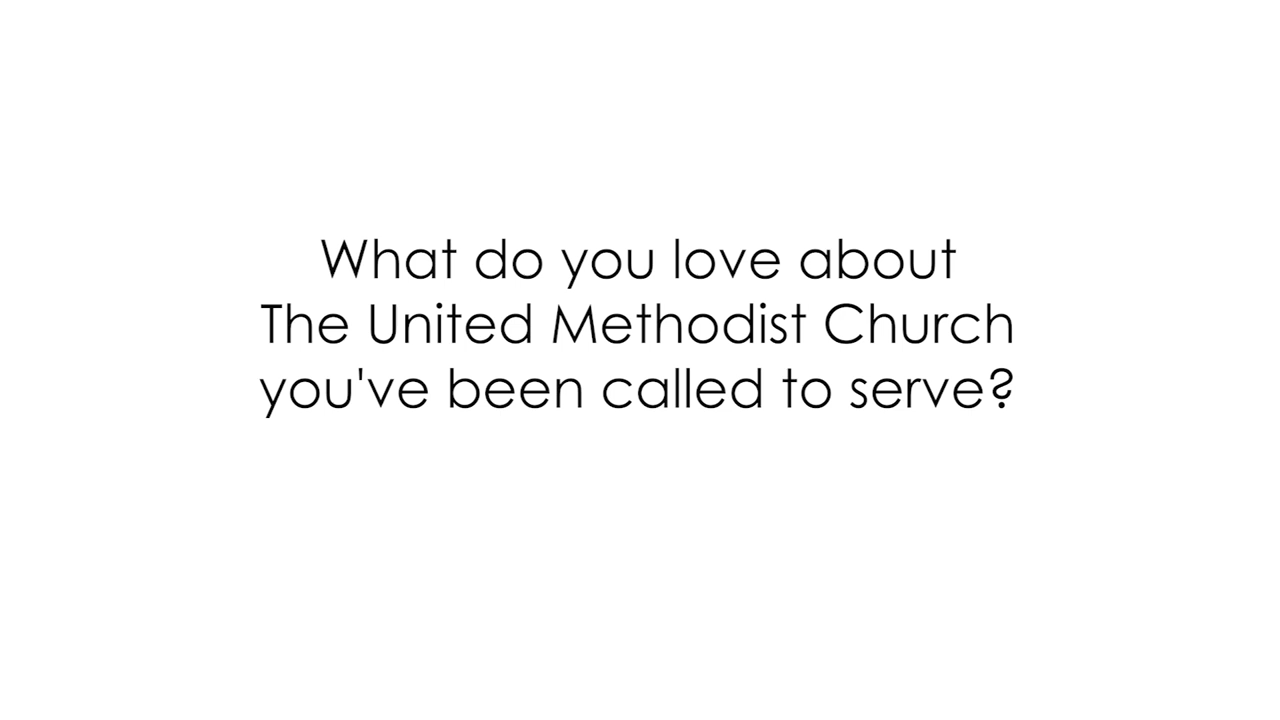 What do you love about
The United Methodist Church
you've been called to serve?